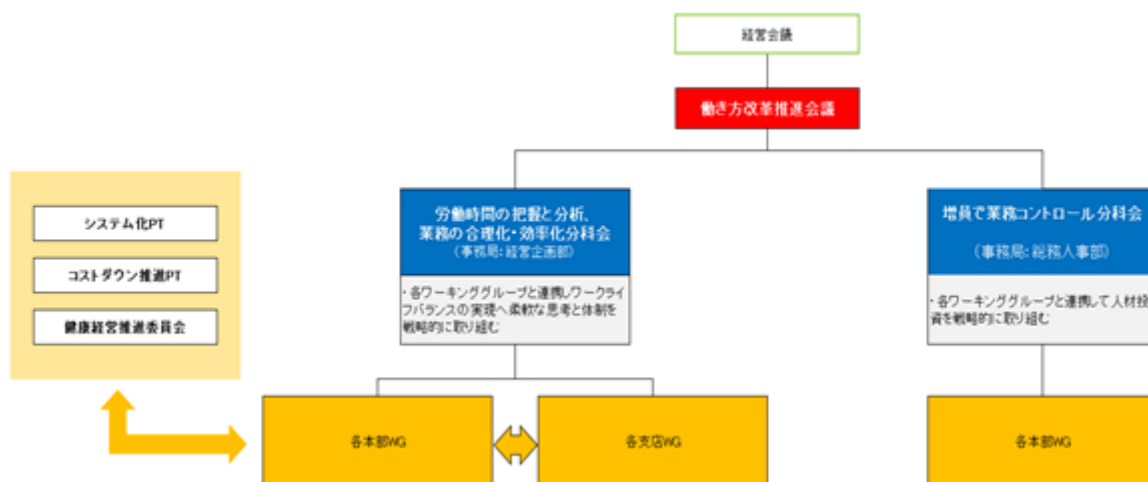 経営会議
働き方改革推進会議
システム化PT
コストダウン推進PT
健康経営推進委員会
労働時間の把握と分析、
業務の合理化・効率化分科会
(事務局:経営企画部)
・各ワーキンググループと連携しワークライ
フバランスの実現へ柔軟な思考と体制を
戦略的に取り組む
増員で業務コントロール分科会
(事務局:総務人事部)
・各ワーキンググループと連携して人材投
資を戦略的に取り組む
各本部WG
各支店WG
各本部WG